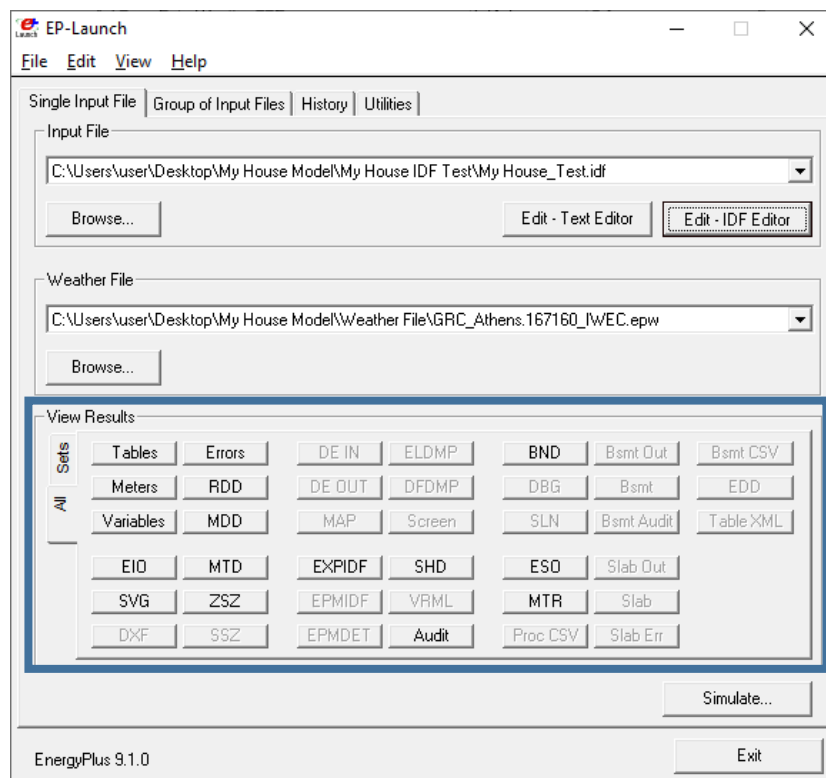 EP-Launch
File Edit View Help
Single Input File Group of Input Files History Utilities
Input File
C:\Users\user\Desktop\My House Model\My House IDF Test\My House_Test.idf
Browse... Edit - Text Editor Edit - IDF Editor
Weather File
C:\Users\user\Desktop\My House Model\Weather File\GRC_Athens.167160_IWEC.epw
Browse...
View Results
Sets
All
Tables Errors DE IN ELDMP BND Bsmt Out Bsmt CSV
Meters RDD DE OUT DFDMP DBG Bsmt EDD
Variables MDD MAP Screen SLN Bsmt Audit Table XML
EIO MTD EXPIDF SHD ESO Slab Out
SVG ZSZ EPMIDF VRML MTR Slab
DXF SSZ EPMDET Audit Proc CSV Slab Err
Simulate...
EnergyPlus 9.1.0 Exit